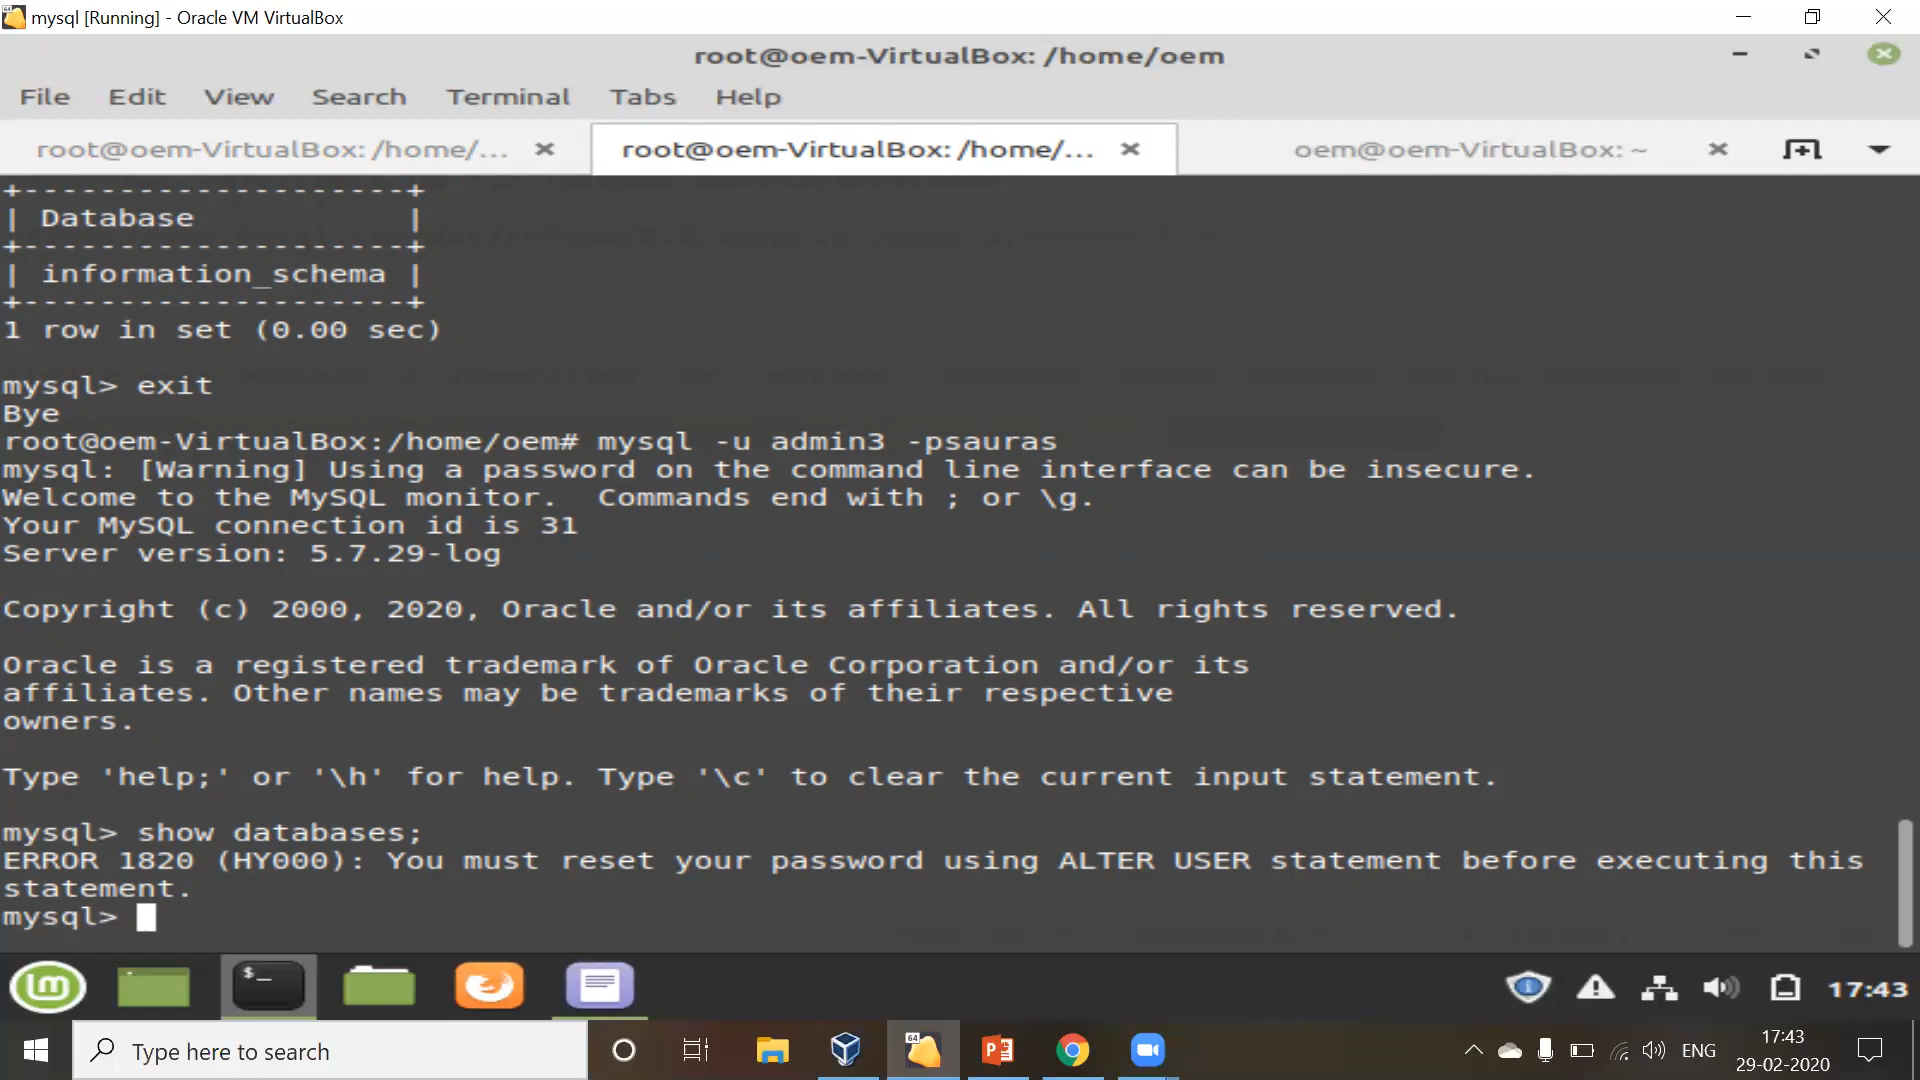 mysql [Running] - Oracle VM VirtualBox
root@oem-VirtualBox: /home/oem
File Edit View Search Terminal Tabs Help
root@oem-VirtualBox: /home/... root@oem-VirtualBox: /home/... oem@oem-VirtualBox: ~
+--------------------+
| Database           |
+--------------------+
| information_schema |
+--------------------+
1 row in set (0.00 sec)
mysql> exit
Bye
root@oem-VirtualBox:/home/oem# mysql -u admin3 -psauras
mysql: [Warning] Using a password on the command line interface can be insecure.
Welcome to the MySQL monitor.  Commands end with ; or \g.
Your MySQL connection id is 31
Server version: 5.7.29-log
Copyright (c) 2000, 2020, Oracle and/or its affiliates. All rights reserved.
Oracle is a registered trademark of Oracle Corporation and/or its
affiliates. Other names may be trademarks of their respective
owners.
Type 'help;' or '\h' for help. Type '\c' to clear the current input statement.
mysql> show databases;
ERROR 1820 (HY000): You must reset your password using ALTER USER statement before executing this
statement.
mysql>
17:43
Type here to search
64
ENG
17:43
29-02-2020